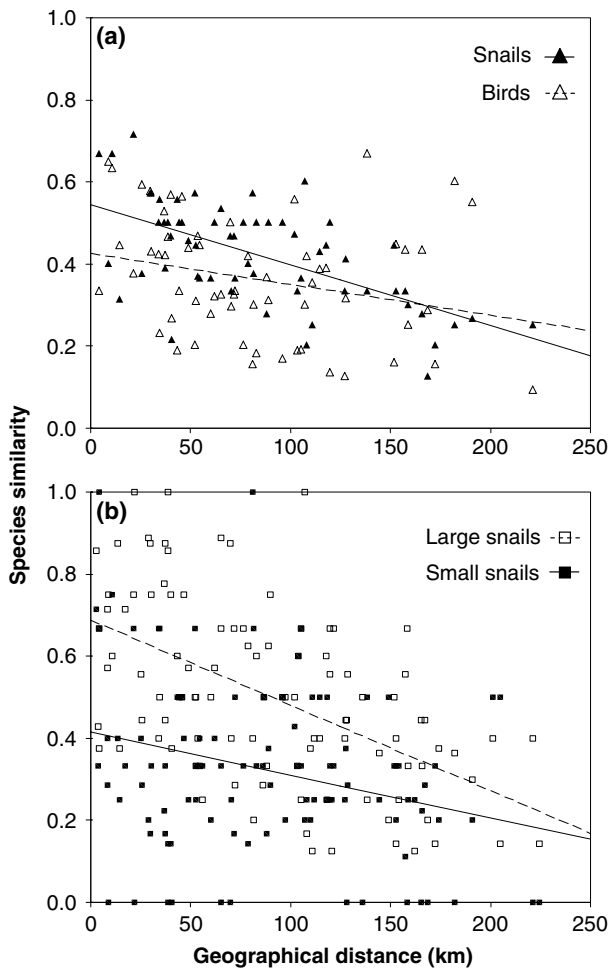 (a)
Snails
Birds
1.0
0.8
0.6
0.4
0.2
0.0
0 50 100 150 200 250
Species similarity
(b)
Large snails
Small snails
1.0
0.8
0.6
0.4
0.2
0.0
0 50 100 150 200 250
Geographical distance (km)